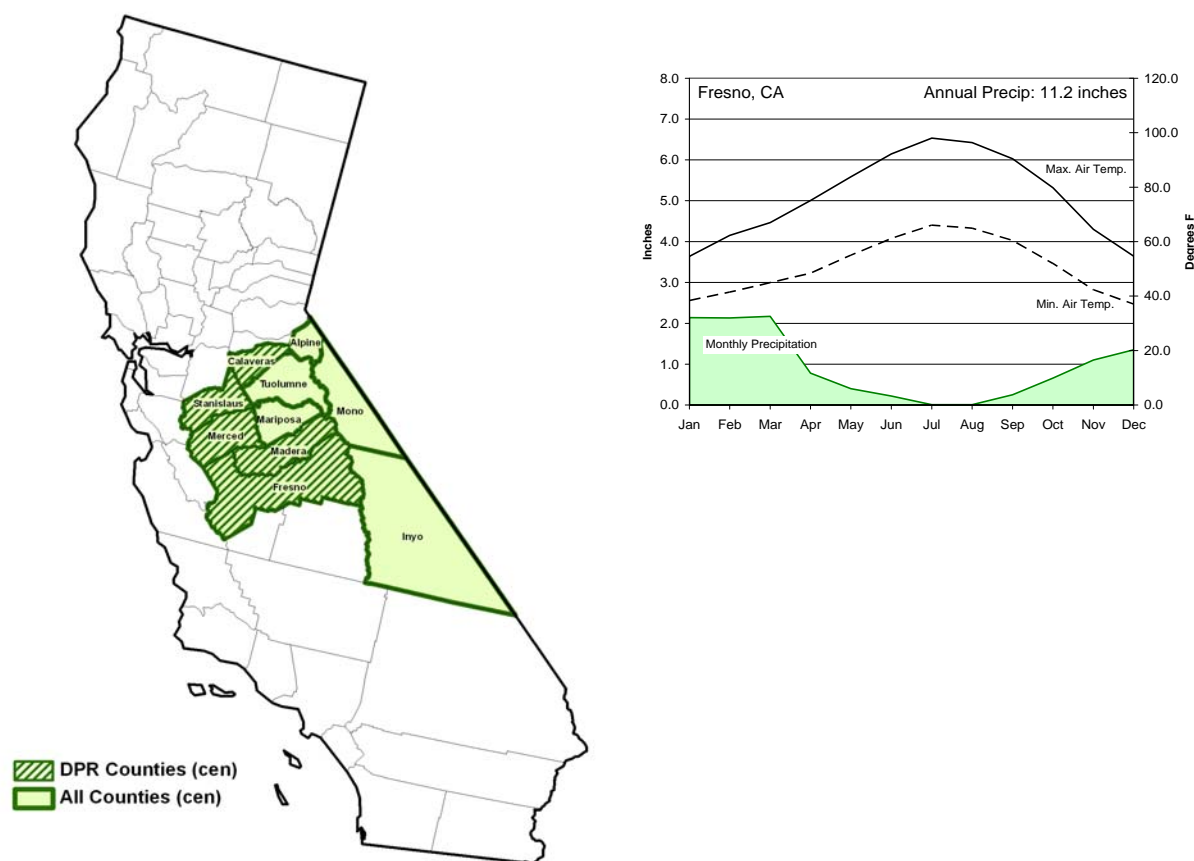 Alpine
Calaveras
Tuolumne
Stanislaus
Mono
Mariposa
Merced
Madera
Fresno
Inyo
DPR Counties (cen)
All Counties (cen)
Fresno, CA
Annual Precip: 11.2 inches
8.0
7.0
6.0
5.0
4.0
3.0
2.0
1.0
0.0
Inches
Max. Air Temp.
Min. Air Temp.
Monthly Precipitation
120.0
100.0
80.0
60.0
40.0
20.0
0.0
Degrees F
Jan Feb Mar Apr May Jun Jul Aug Sep Oct Nov Dec